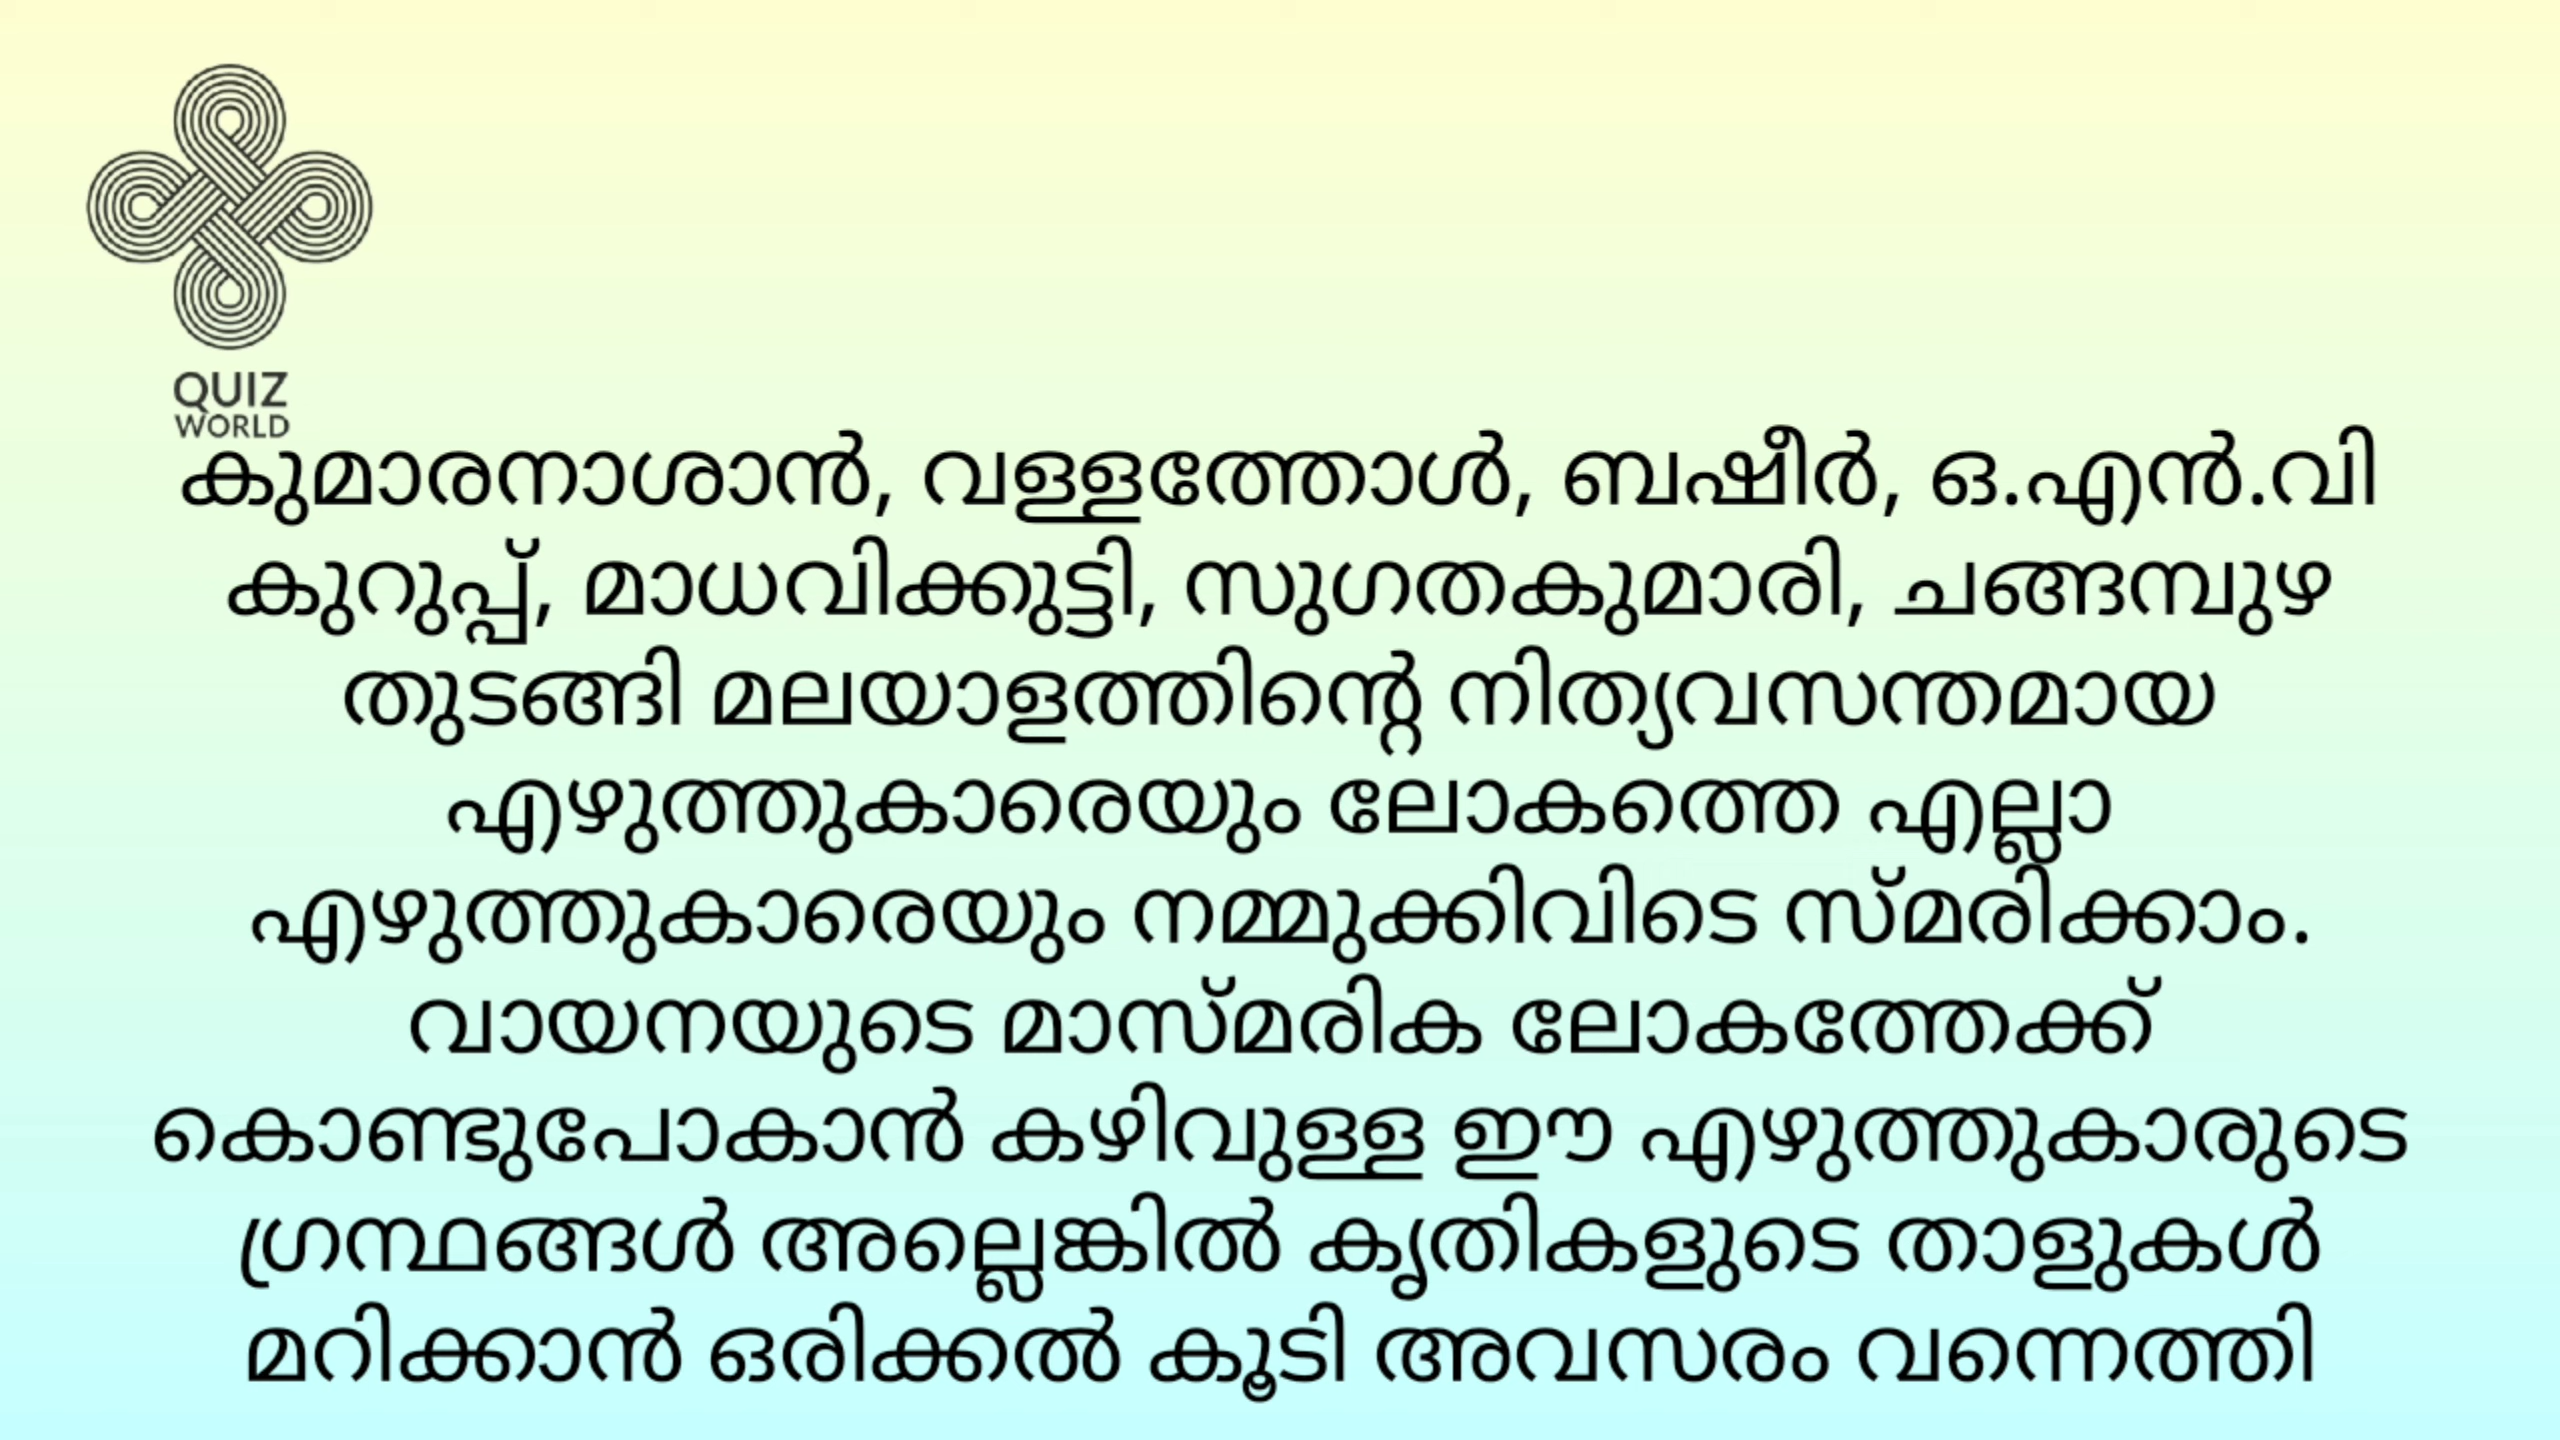 QUIZ
WORLD
കുമാരനാശാൻ, വള്ളത്തോൾ, ബഷീർ, ഒ.എൻ.വി
കുറുപ്പ്, മാധവിക്കുട്ടി, സുഗതകുമാരി, ചങ്ങമ്പുഴ
തുടങ്ങി മലയാളത്തിന്റെ നിത്യവസന്തമായ
എഴുത്തുകാരെയും ലോകത്തെ എല്ലാ
എഴുത്തുകാരെയും നമ്മുക്കിവിടെ സ്മരിക്കാം.
വായനയുടെ മാസ്മരിക ലോകത്തേക്ക്
കൊണ്ടുപോകാൻ കഴിവുള്ള ഈ എഴുത്തുകാരുടെ
ഗ്രന്ഥങ്ങൾ അല്ലെങ്കിൽ കൃതികളുടെ താളുകൾ
മറിക്കാൻ ഒരിക്കൽ കൂടി അവസരം വന്നെത്തി